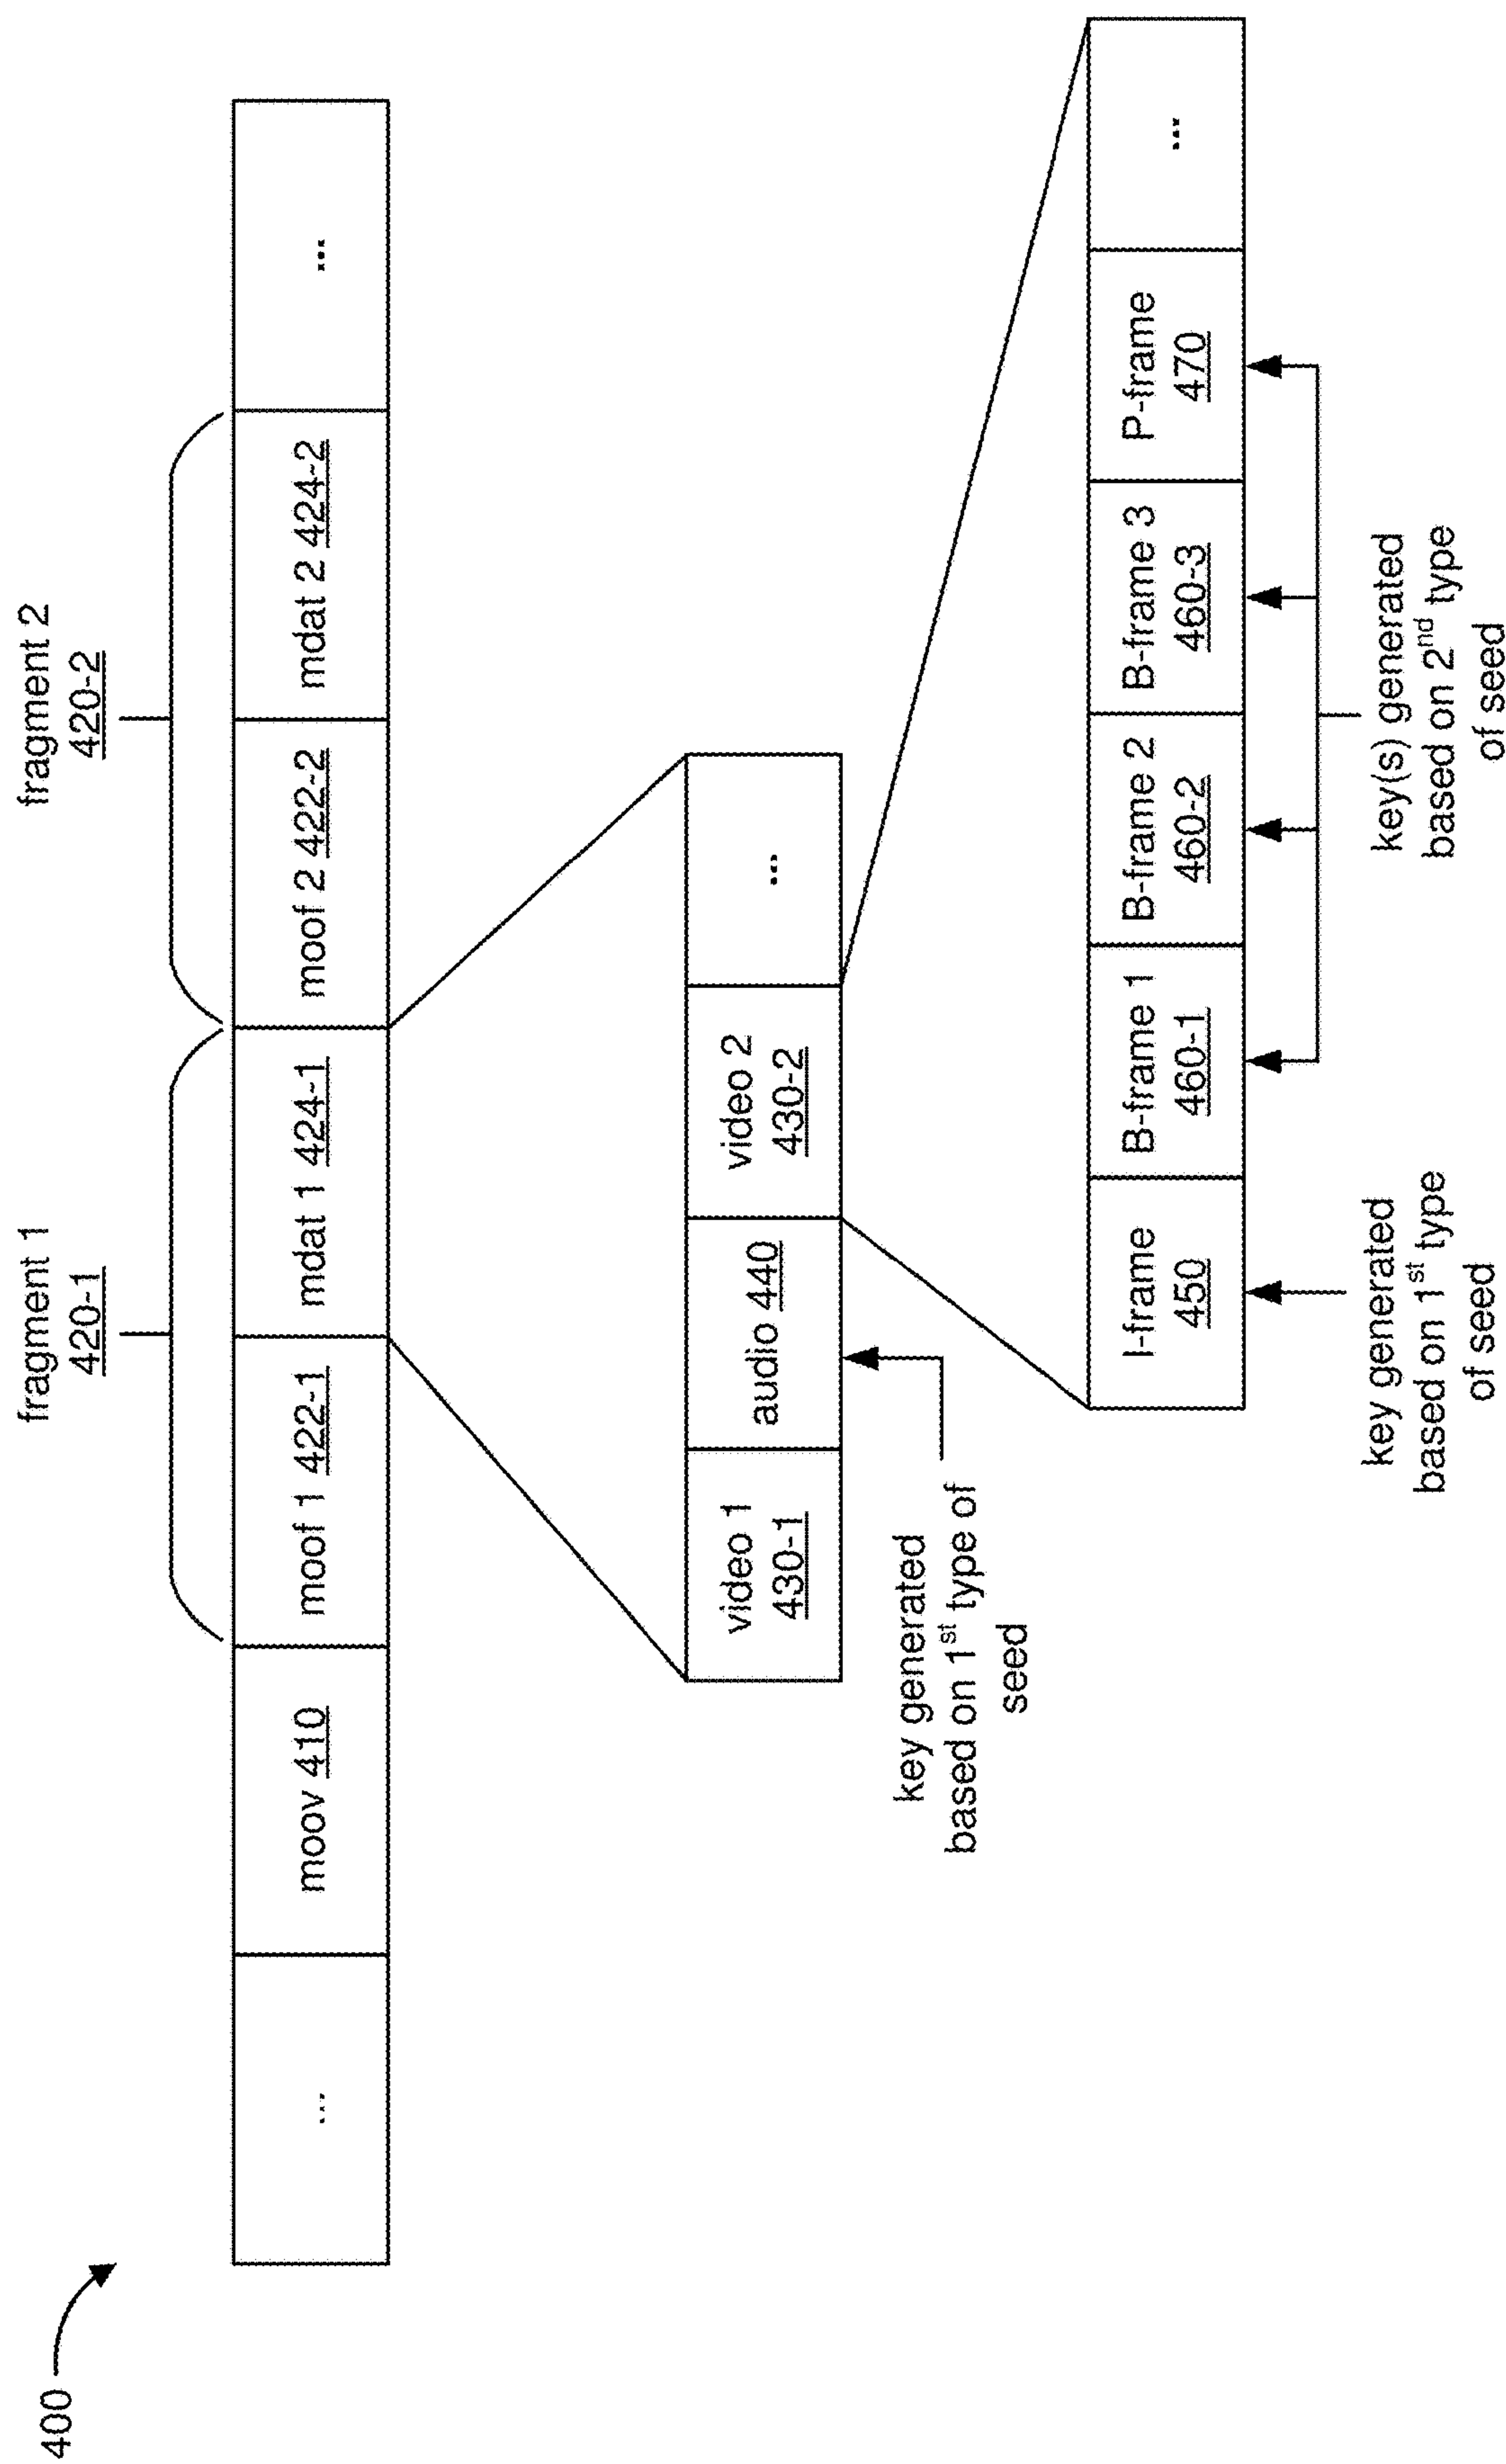 400
fragment 1
420-1
fragment 2
420-2
...
moov 410
moof 1 422-1
mdat 1 424-1
moof 2 422-2
mdat 2 424-2
...
video 1
430-1
audio 440
video 2
430-2
...
key generated
based on 1st type of
seed
I-frame
450
B-frame 1
460-1
B-frame 2
460-2
B-frame 3
460-3
P-frame
470
...
key generated
based on 1st type
of seed
key(s) generated
based on 2nd type
of seed